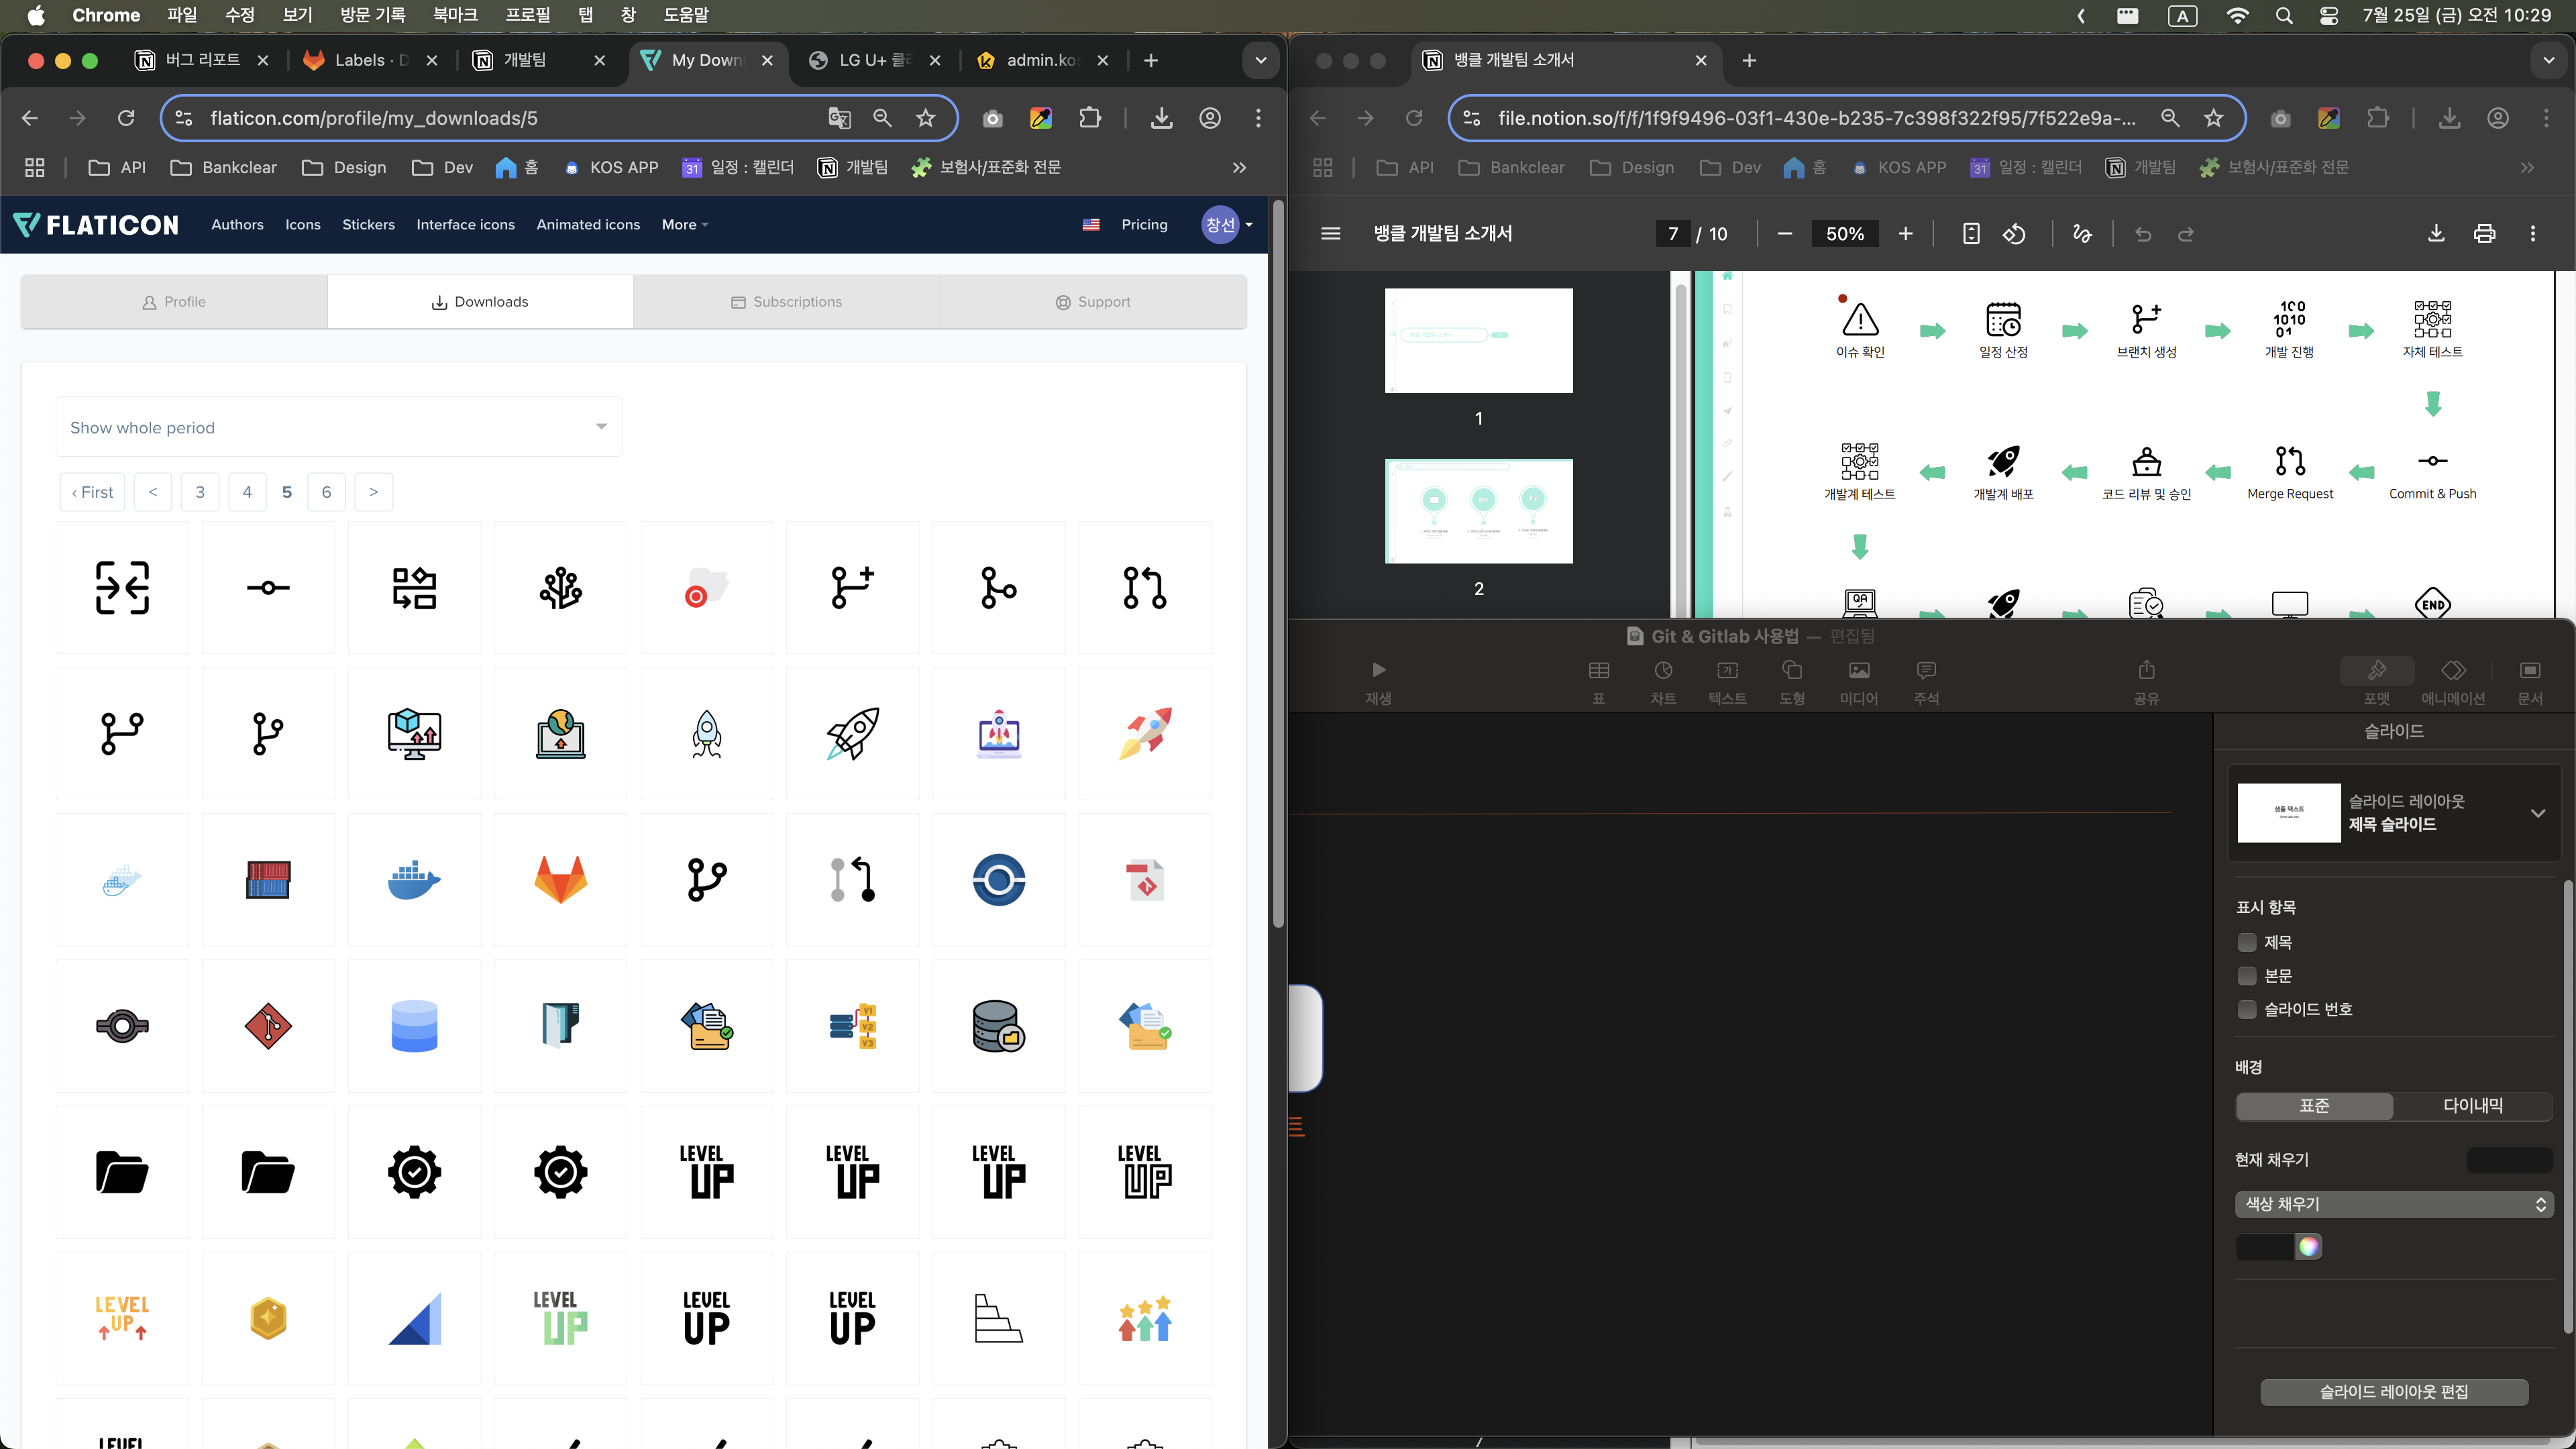 Chrome 파일 수정 보기 방문 기록 북마크 프로필 탭 창 도움말
A 7월 25일 (금) 오전 10:29
버그 리포트
Labels · D
개발팀
My Down
LG U+ 클
admin.ko
flaticon.com/profile/my_downloads/5
API Bankclear Design Dev 홈 KOS APP 일정 : 캘린더 개발팀 보험사/표준화 전문
FLATICON
Authors Icons Stickers Interface icons Animated icons More
Pricing
창선
Profile Downloads Subscriptions Support
Show whole period
‹ First < 3 4 5 6 >
V1
V2
V3
LEVEL UP
LEVEL UP
LEVEL UP
LEVEL UP
LEVEL UP
LEVEL UP
LEVEL UP
LEVEL UP
LEVEL
뱅클 개발팀 소개서
file.notion.so/f/f/1f9f9496-03f1-430e-b235-7c398f322f95/7f522e9a-...
API Bankclear Design Dev 홈 KOS APP 일정 : 캘린더 개발팀 보험사/표준화 전문
뱅클 개발팀 소개서
7 / 10
50%
1
2
이슈 확인 일정 산정 브랜치 생성 개발 진행 자체 테스트
개발계 테스트 개발계 배포 코드 리뷰 및 승인 Merge Request Commit & Push
QA
END
Git & Gitlab 사용법 — 편집됨
재생 표 차트 텍스트 도형 미디어 주석 공유 포맷 애니메이션 문서
슬라이드
샘플 텍스트
슬라이드 레이아웃
제목 슬라이드
표시 항목
제목
본문
슬라이드 번호
배경
표준 다이내믹
현재 채우기
색상 채우기
슬라이드 레이아웃 편집